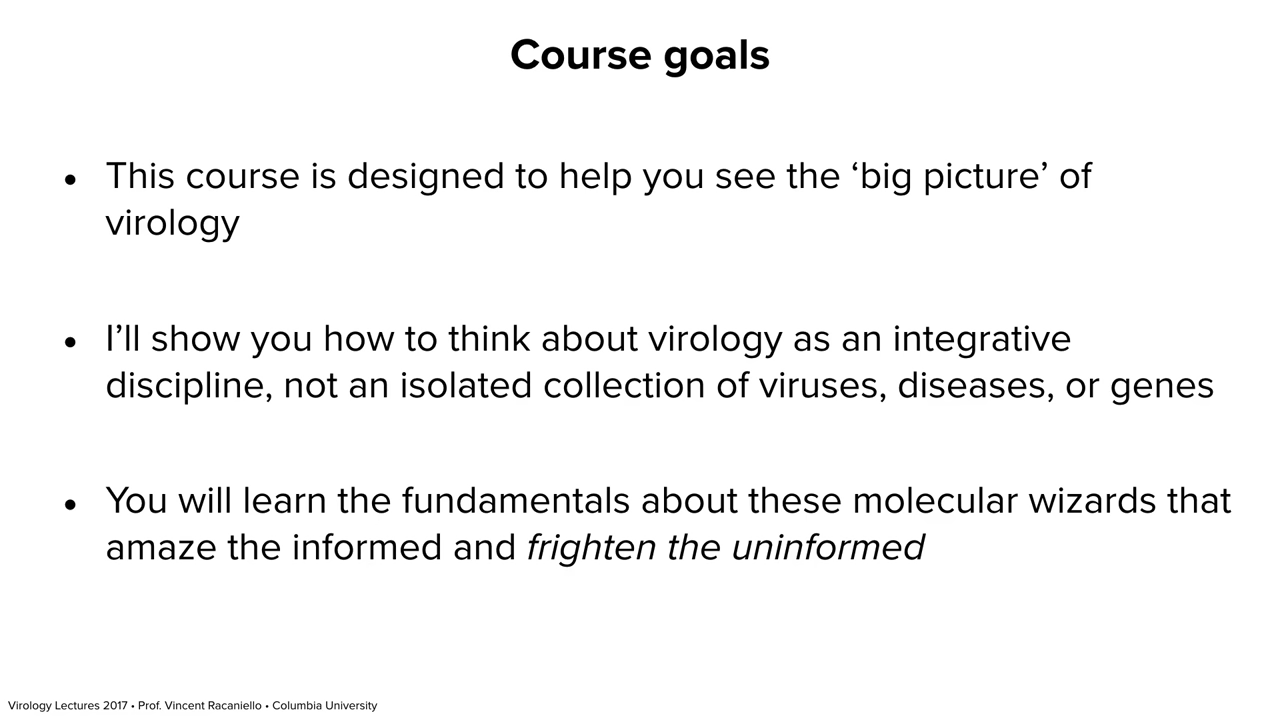 Course goals
• This course is designed to help you see the ‘big picture’ of
virology
• I’ll show you how to think about virology as an integrative
discipline, not an isolated collection of viruses, diseases, or genes
• You will learn the fundamentals about these molecular wizards that
amaze the informed and frighten the uninformed
Virology Lectures 2017 • Prof. Vincent Racaniello • Columbia University